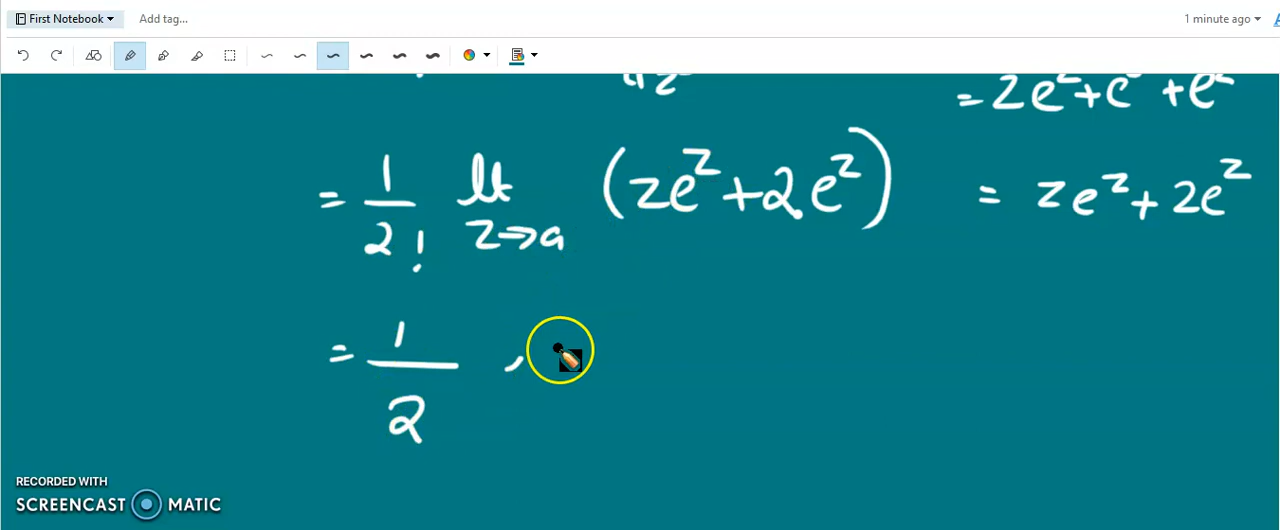 First Notebook Add tag... 1 minute ago
= ze^z + e^z + e^z
= 1/2! lt z→a (ze^z + 2e^z) = ze^z + 2e^z
= 1/2
RECORDED WITH
SCREENCAST MATIC